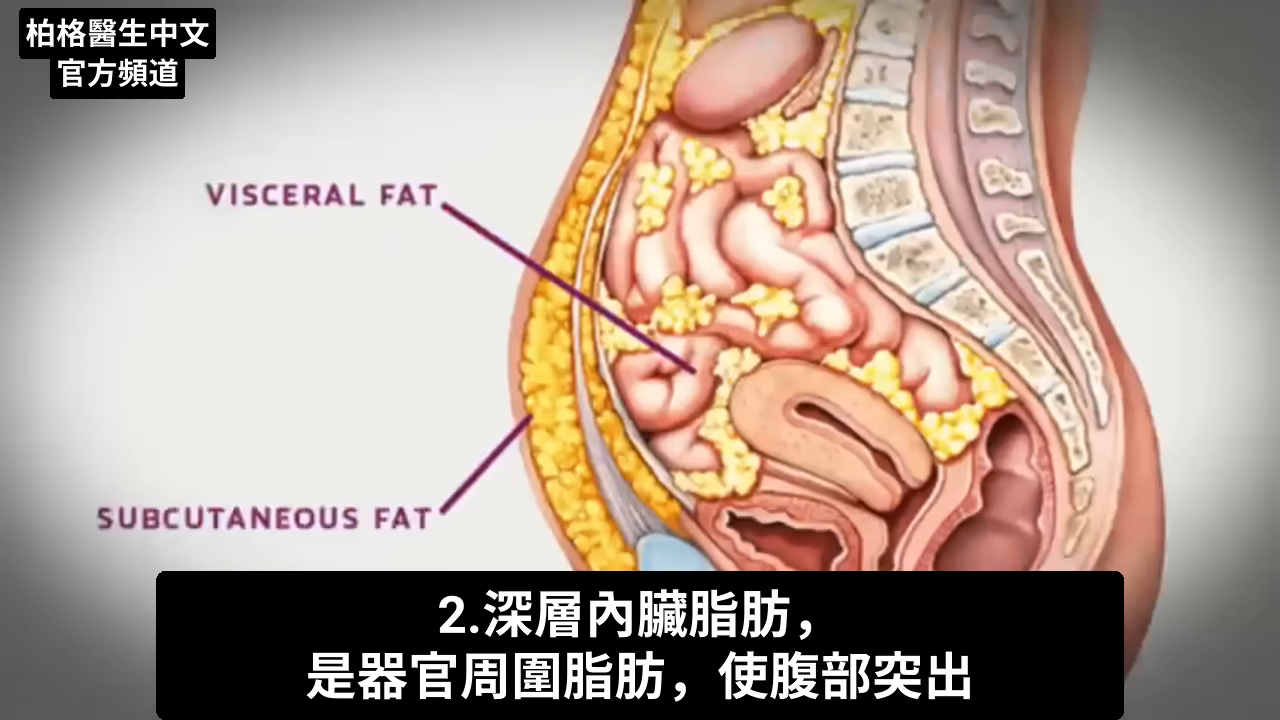 柏格醫生中文
官方頻道
VISCERAL FAT
SUBCUTANEOUS FAT
2.深層內臟脂肪，
是器官周圍脂肪，使腹部突出